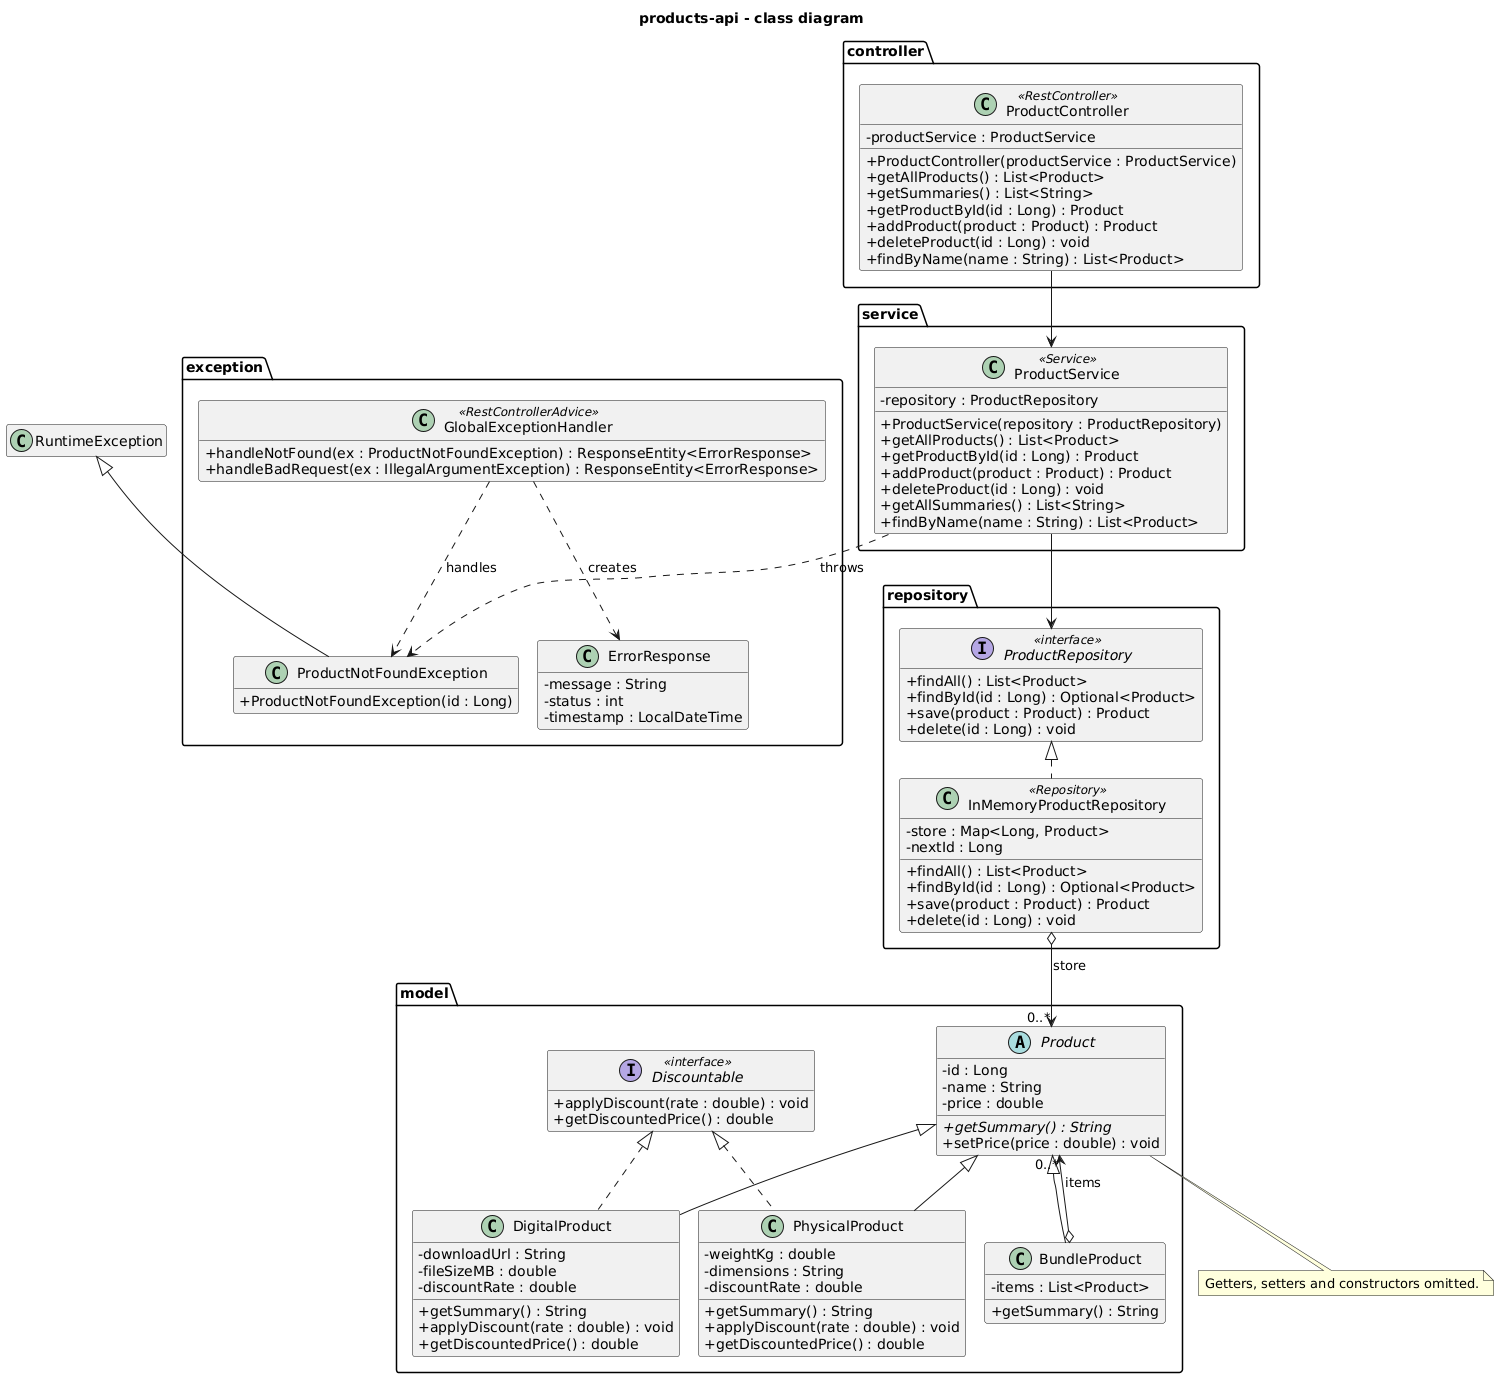 products-api - class diagram
controller
C
«RestController»
ProductController
-productService : ProductService
+ProductController(productService : ProductService)
+getAllProducts() : List<Product>
+getSummaries() : List<String>
+getProductById(id : Long) : Product
+addProduct(product : Product) : Product
+deleteProduct(id : Long) : void
+findByName(name : String) : List<Product>
service
C
«Service»
ProductService
-repository : ProductRepository
+ProductService(repository : ProductRepository)
+getAllProducts() : List<Product>
+getProductById(id : Long) : Product
+addProduct(product : Product) : Product
+deleteProduct(id : Long) : void
+getAllSummaries() : List<String>
+findByName(name : String) : List<Product>
exception
C
«RestControllerAdvice»
GlobalExceptionHandler
+handleNotFound(ex : ProductNotFoundException) : ResponseEntity<ErrorResponse>
+handleBadRequest(ex : IllegalArgumentException) : ResponseEntity<ErrorResponse>
C RuntimeException
handles
creates
throws
C ProductNotFoundException
+ProductNotFoundException(id : Long)
C ErrorResponse
-message : String
-status : int
-timestamp : LocalDateTime
repository
I
«interface»
ProductRepository
+findAll() : List<Product>
+findById(id : Long) : Optional<Product>
+save(product : Product) : Product
+delete(id : Long) : void
C
«Repository»
InMemoryProductRepository
-store : Map<Long, Product>
-nextId : Long
+findAll() : List<Product>
+findById(id : Long) : Optional<Product>
+save(product : Product) : Product
+delete(id : Long) : void
store
0..*
model
I
«interface»
Discountable
+applyDiscount(rate : double) : void
+getDiscountedPrice() : double
A Product
-id : Long
-name : String
-price : double
+getSummary() : String
+setPrice(price : double) : void
0..*
items
C DigitalProduct
-downloadUrl : String
-fileSizeMB : double
-discountRate : double
+getSummary() : String
+applyDiscount(rate : double) : void
+getDiscountedPrice() : double
C PhysicalProduct
-weightKg : double
-dimensions : String
-discountRate : double
+getSummary() : String
+applyDiscount(rate : double) : void
+getDiscountedPrice() : double
C BundleProduct
-items : List<Product>
+getSummary() : String
Getters, setters and constructors omitted.